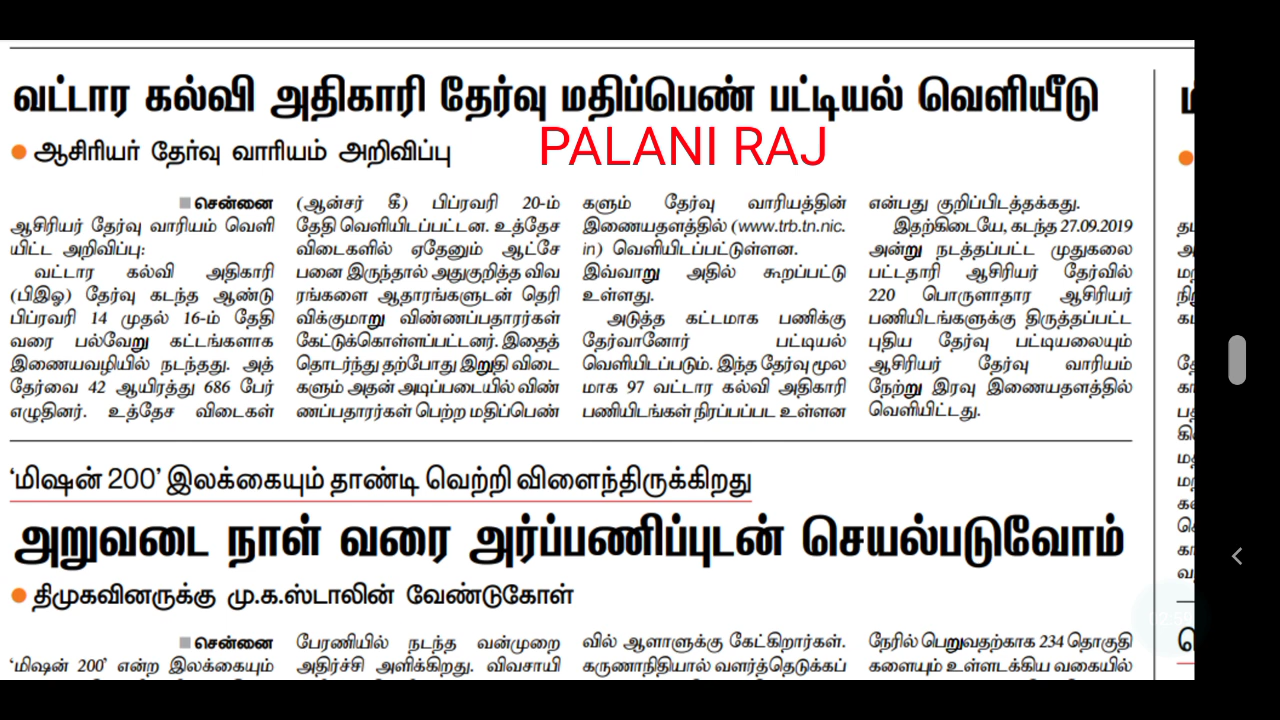 வட்டார கல்வி அதிகாரி தேர்வு மதிப்பெண் பட்டியல் வெளியீடு
ஆசிரியர் தேர்வு வாரியம் அறிவிப்பு
PALANI RAJ
சென்னை
ஆசிரியர் தேர்வு வாரியம் வெளி
யிட்ட அறிவிப்பு:
வட்டார கல்வி அதிகாரி
(பிஇஓ) தேர்வு கடந்த ஆண்டு
பிப்ரவரி 14 முதல் 16-ம் தேதி
வரை பல்வேறு கட்டங்களாக
இணையவழியில் நடந்தது. அத்
தேர்வை 42 ஆயிரத்து 686 பேர்
எழுதினர். உத்தேச விடைகள்
(ஆன்சர் கீ) பிப்ரவரி 20-ம்
தேதி வெளியிடப்பட்டன. உத்தேச
விடைகளில் ஏதேனும் ஆட்சே
பனை இருந்தால் அதுகுறித்த விவ
ரங்களை ஆதாரங்களுடன் தெரி
விக்குமாறு விண்ணப்பதாரர்கள்
கேட்டுக்கொள்ளப்பட்டனர். இதைத்
தொடர்ந்து தற்போது இறுதி விடை
களும் அதன் அடிப்படையில் விண்
ணப்பதாரர்கள் பெற்ற மதிப்பெண்
களும் தேர்வு வாரியத்தின்
இணையதளத்தில் (www.trb.tn.nic.
in) வெளியிடப்பட்டுள்ளன.
இவ்வாறு அதில் கூறப்பட்டு
உள்ளது.
அடுத்த கட்டமாக பணிக்கு
தேர்வானோர் பட்டியல்
வெளியிடப்படும். இந்த தேர்வு மூல
மாக 97 வட்டார கல்வி அதிகாரி
பணியிடங்கள் நிரப்பப்பட உள்ளன
என்பது குறிப்பிடத்தக்கது.
இதற்கிடையே, கடந்த 27.09.2019
அன்று நடத்தப்பட்ட முதுகலை
பட்டதாரி ஆசிரியர் தேர்வில்
220 பொருளாதார ஆசிரியர்
பணியிடங்களுக்கு திருத்தப்பட்ட
புதிய தேர்வு பட்டியலையும்
ஆசிரியர் தேர்வு வாரியம்
நேற்று இரவு இணையதளத்தில்
வெளியிட்டது.
‘மிஷன் 200’ இலக்கையும் தாண்டி வெற்றி விளைந்திருக்கிறது
அறுவடை நாள் வரை அர்ப்பணிப்புடன் செயல்படுவோம்
திமுகவினருக்கு மு.க.ஸ்டாலின் வேண்டுகோள்
சென்னை
‘மிஷன் 200’ என்ற இலக்கையும்
பேரணியில் நடந்த வன்முறை
அதிர்ச்சி அளிக்கிறது. விவசாயி
வில் ஆளாளுக்கு கேட்கிறார்கள்.
கருணாநிதியால் வளர்த்தெடுக்கப்
நேரில் பெறுவதற்காக 234 தொகுதி
களையும் உள்ளடக்கிய வகையில்